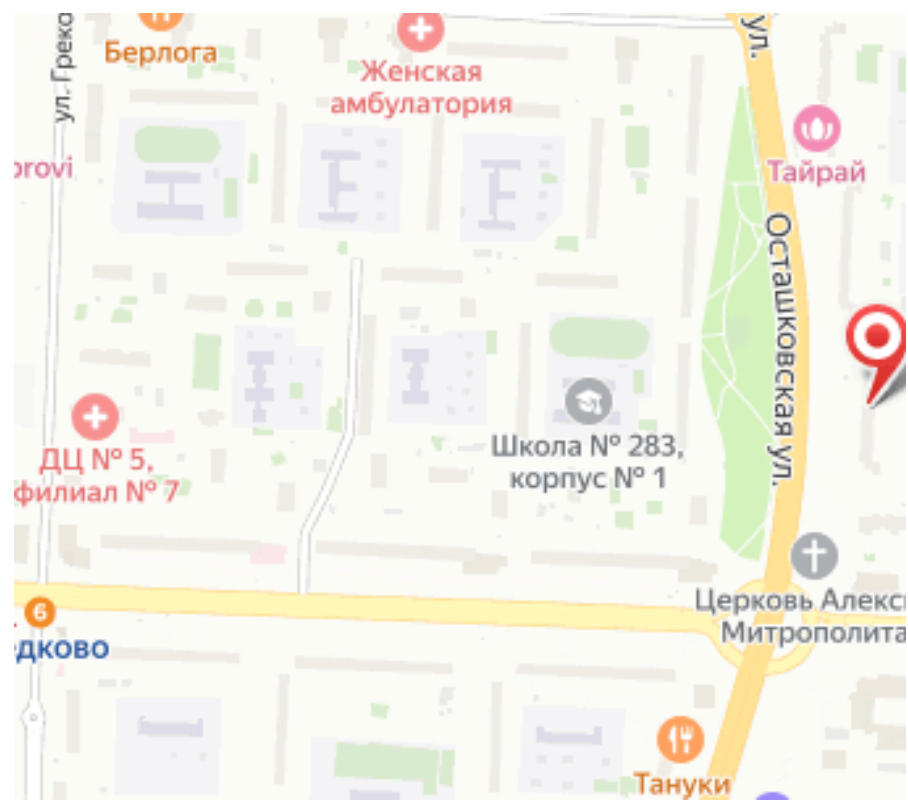 Берлога
Женская
амбулатория
ул. Греко
ул.
orovi
Тайрай
Осташковская ул.
ДЦ № 5,
филиал № 7
Школа № 283,
корпус № 1
Церковь Алекс
Митрополита
6
дково
Тануки